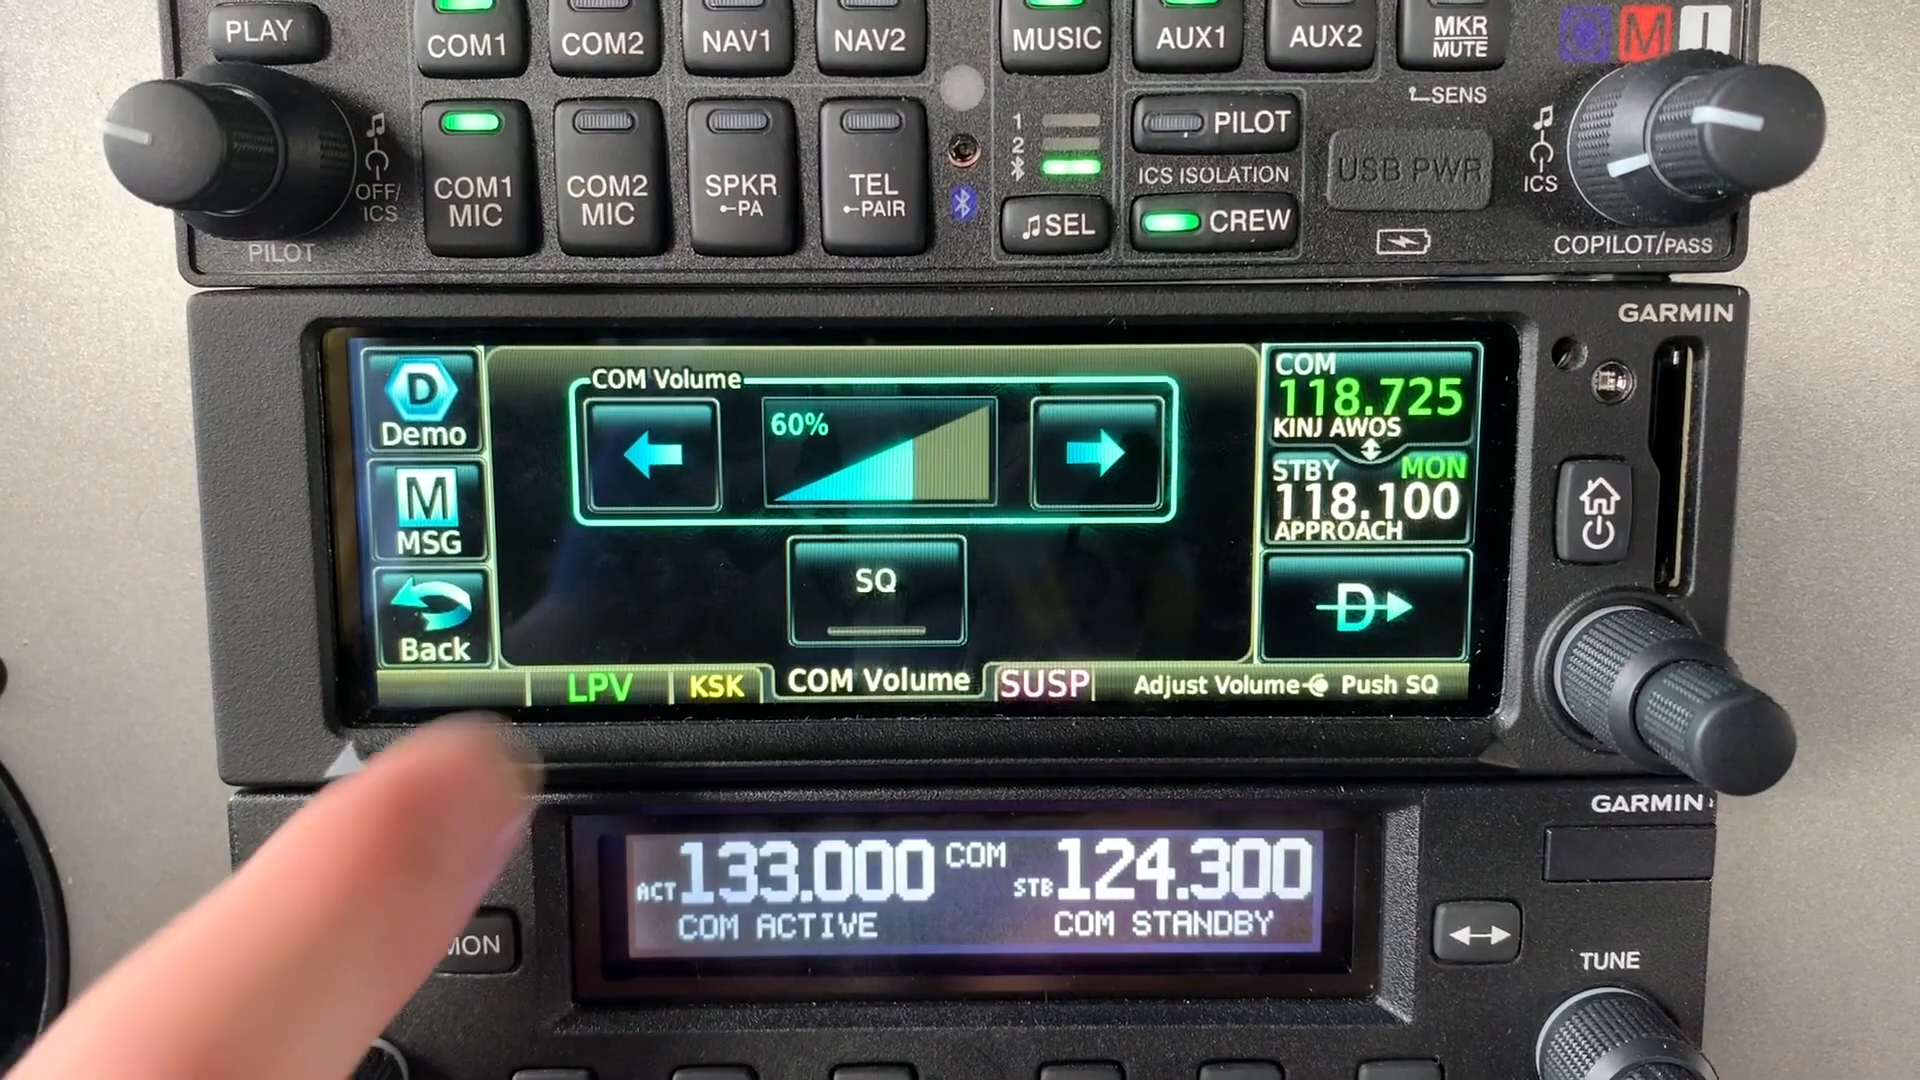 PLAY
COM1
COM2
NAV1
NAV2
MUSIC
AUX1
AUX2
MKR
MUTE
SENS
M
I
1
2
PILOT
ICS ISOLATION
USB PWR
ICS
OFF/
ICS
COM1
MIC
COM2
MIC
SPKR
PA
TEL
PAIR
SEL
CREW
PILOT
COPILOT/PASS
GARMIN
D
Demo
COM Volume
60%
COM
118.725
KINJ AWOS
M
MSG
STBY MON
118.100
APPROACH
SQ
D
Back
LPV
KSK
COM Volume
SUSP
Adjust Volume Push SQ
GARMIN
ACT 133.000 COM STB 124.300
COM ACTIVE COM STANDBY
MON
TUNE